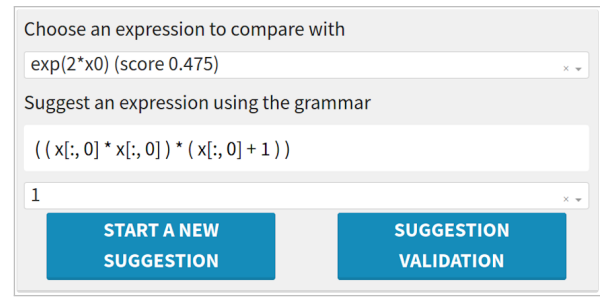 Choose an expression to compare with
exp(2*x0) (score 0.475)
Suggest an expression using the grammar
( ( x[:, 0] * x[:, 0] ) * ( x[:, 0] + 1 ) )
1
START A NEW SUGGESTION
SUGGESTION VALIDATION